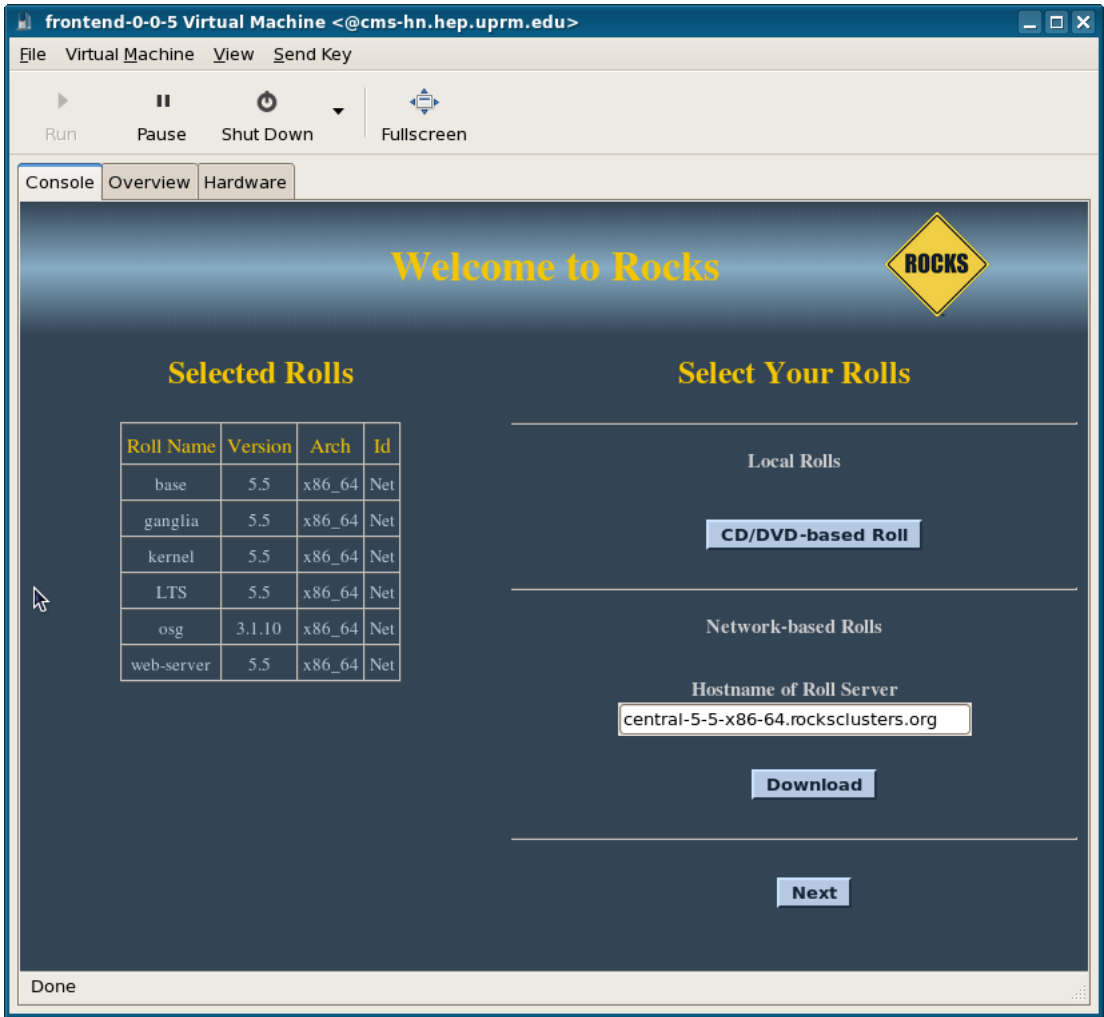 frontend-0-0-5 Virtual Machine <@cms-hn.hep.uprm.edu>
File Virtual Machine View Send Key
Run Pause Shut Down Fullscreen
Console Overview Hardware
Welcome to Rocks
ROCKS
Selected Rolls
Roll Name Version Arch Id
base 5.5 x86_64 Net
ganglia 5.5 x86_64 Net
kernel 5.5 x86_64 Net
LTS 5.5 x86_64 Net
osg 3.1.10 x86_64 Net
web-server 5.5 x86_64 Net
Select Your Rolls
Local Rolls
CD/DVD-based Roll
Network-based Rolls
Hostname of Roll Server
central-5-5-x86-64.rocksclusters.org
Download
Next
Done